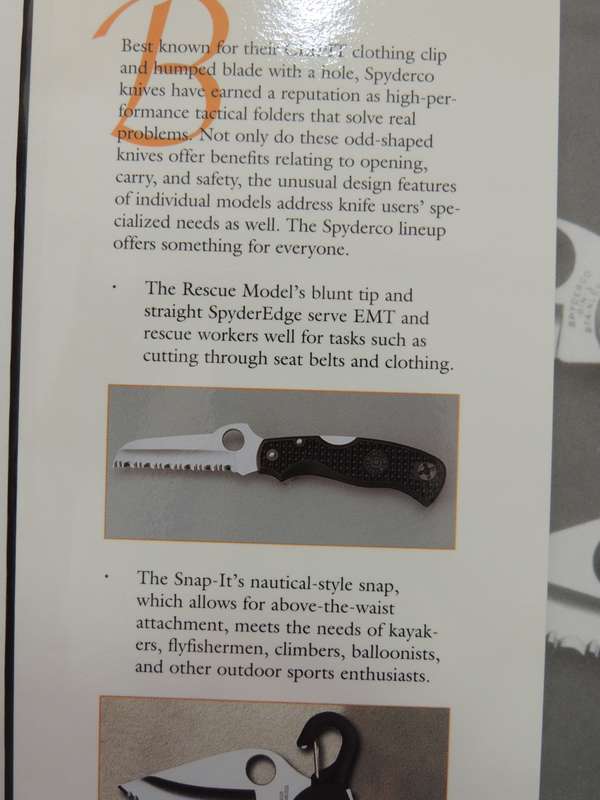 Best known for their CLIPIT clothing clip
and humped blade with a hole, Spyderco
knives have earned a reputation as high-per-
formance tactical folders that solve real
problems. Not only do these odd-shaped
knives offer benefits relating to opening,
carry, and safety, the unusual design features
of individual models address knife users' spe-
cialized needs as well. The Spyderco lineup
offers something for everyone.
· The Rescue Model's blunt tip and
straight SpyderEdge serve EMT and
rescue workers well for tasks such as
cutting through seat belts and clothing.
· The Snap-It's nautical-style snap,
which allows for above-the-waist
attachment, meets the needs of kayak-
ers, flyfishermen, climbers, balloonists,
and other outdoor sports enthusiasts.
SPYDERCO